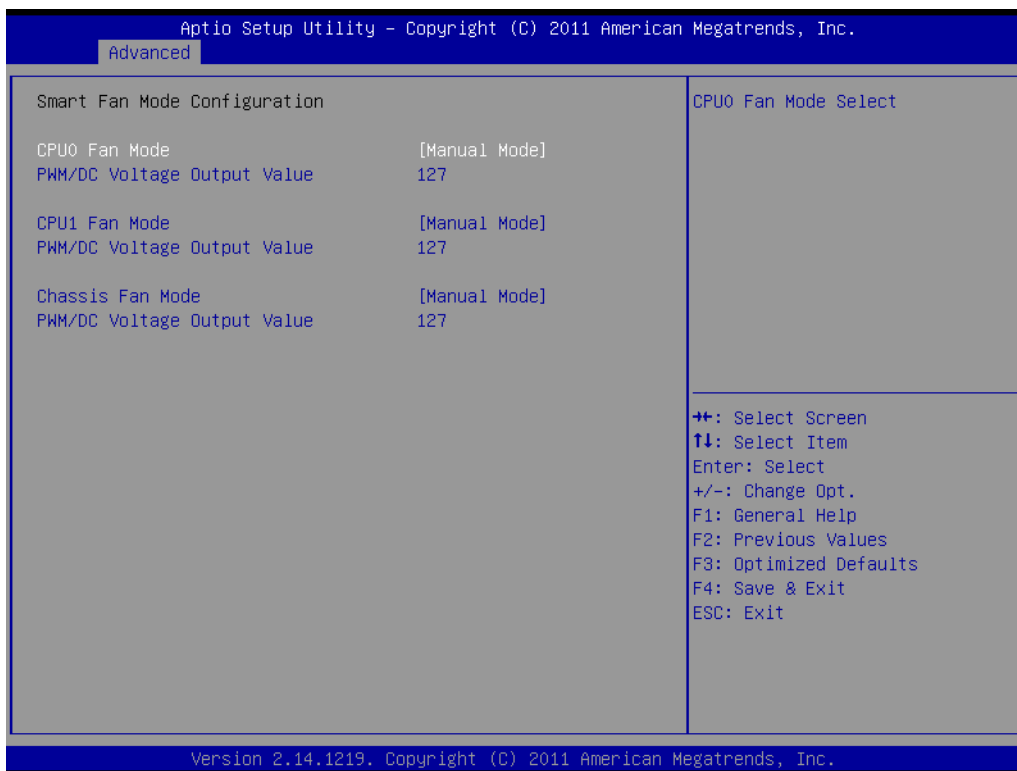 Aptio Setup Utility – Copyright (C) 2011 American Megatrends, Inc.
Advanced
Smart Fan Mode Configuration
CPU0 Fan Mode [Manual Mode]
PWM/DC Voltage Output Value 127
CPU1 Fan Mode [Manual Mode]
PWM/DC Voltage Output Value 127
Chassis Fan Mode [Manual Mode]
PWM/DC Voltage Output Value 127
CPU0 Fan Mode Select
→←: Select Screen
↑↓: Select Item
Enter: Select
+/-: Change Opt.
F1: General Help
F2: Previous Values
F3: Optimized Defaults
F4: Save & Exit
ESC: Exit
Version 2.14.1219. Copyright (C) 2011 American Megatrends, Inc.